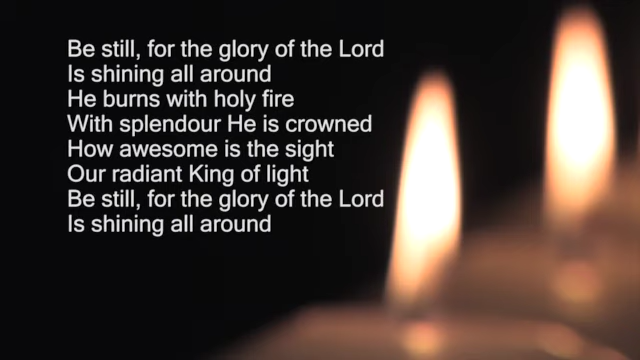 Be still, for the glory of the Lord
Is shining all around
He burns with holy fire
With splendour He is crowned
How awesome is the sight
Our radiant King of light
Be still, for the glory of the Lord
Is shining all around